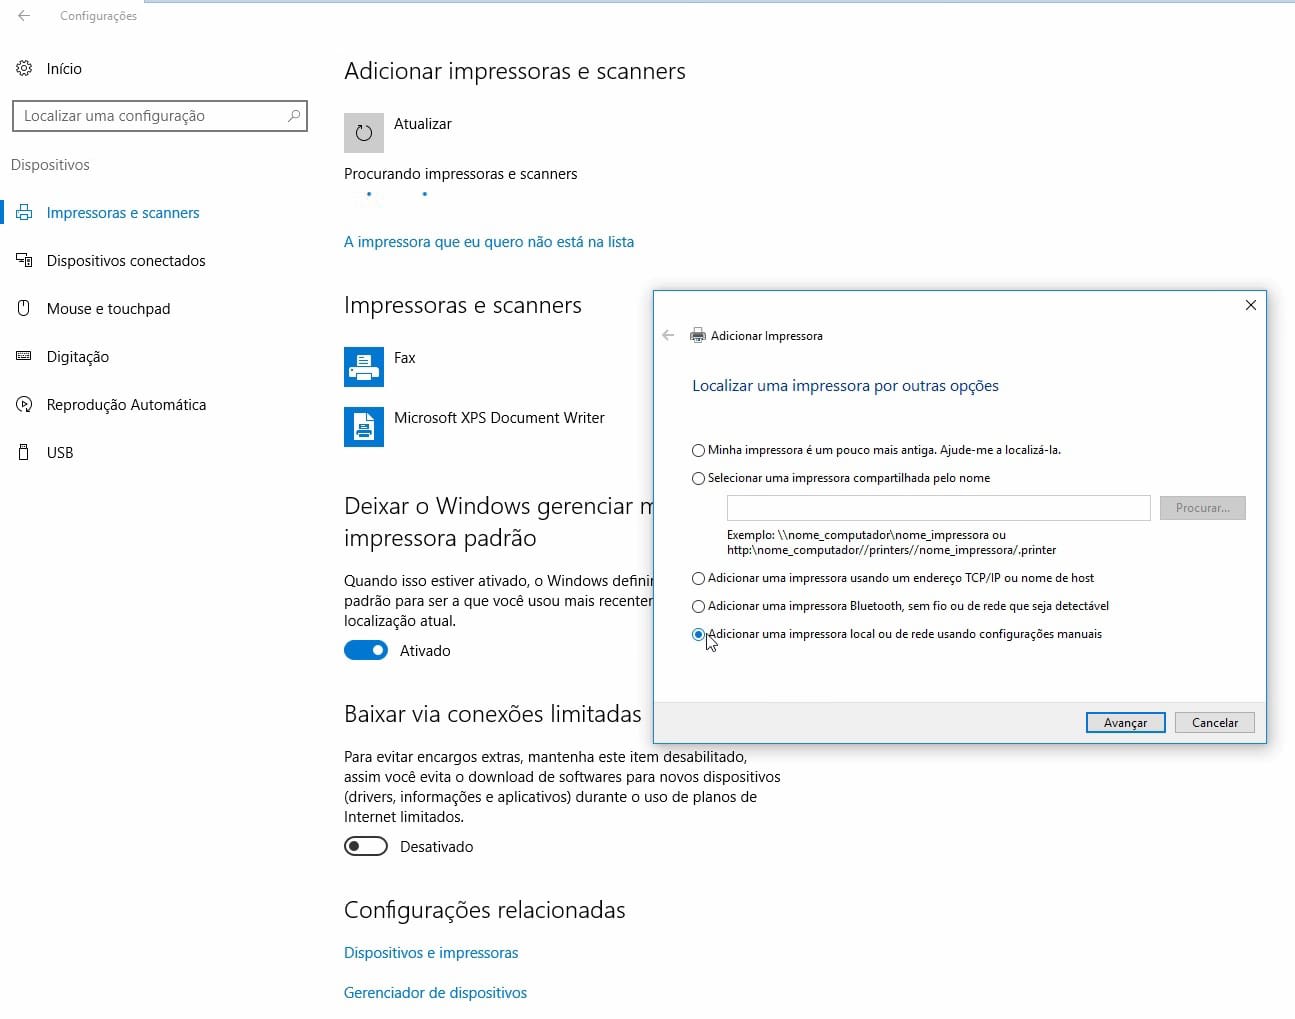 Configurações
Início
Localizar uma configuração
Dispositivos
Impressoras e scanners
Dispositivos conectados
Mouse e touchpad
Digitação
Reprodução Automática
USB
Adicionar impressoras e scanners
Atualizar
Procurando impressoras e scanners
A impressora que eu quero não está na lista
Impressoras e scanners
Fax
Microsoft XPS Document Writer
Deixar o Windows gerenciar
impressora padrão
Quando isso estiver ativado, o Windows
padrão para ser a que você usou mais
localização atual.
Ativado
Baixar via conexões limitadas
Para evitar encargos extras, mantenha este item desabilitado,
assim você evita o download de softwares para novos dispositivos
(drivers, informações e aplicativos) durante o uso de planos de
Internet limitados.
Desativado
Configurações relacionadas
Dispositivos e impressoras
Gerenciador de dispositivos
Adicionar Impressora
Localizar uma impressora por outras opções
Minha impressora é um pouco mais antiga. Ajude-me a localizá-la.
Selecionar uma impressora compartilhada pelo nome
Procurar...
Exemplo: \\nome_computador\nome_impressora ou
http:\nome_computador//printers//nome_impressora/.printer
Adicionar uma impressora usando um endereço TCP/IP ou nome de host
Adicionar uma impressora Bluetooth, sem fio ou de rede que seja detectável
Adicionar uma impressora local ou de rede usando configurações manuais
Avançar
Cancelar